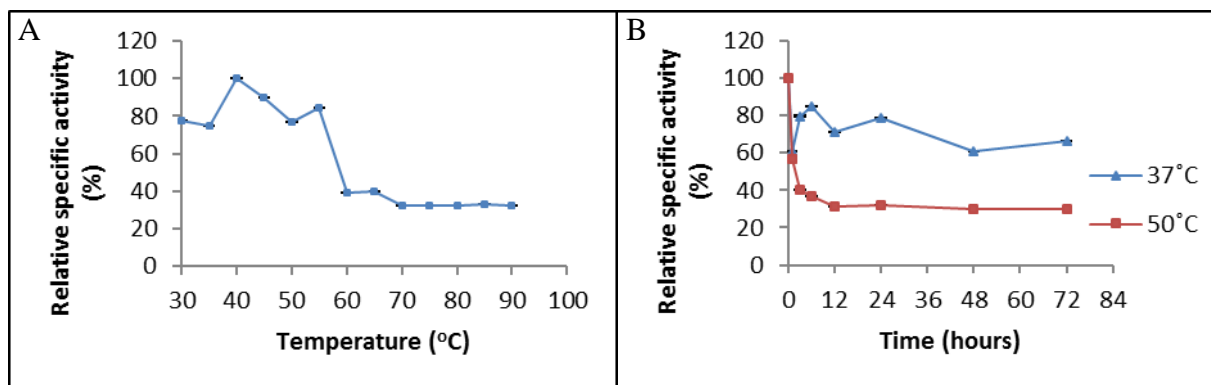 A
Relative specific activity
(%)
120
100
80
60
40
20
0
30 40 50 60 70 80 90 100
Temperature (°C)
B
Relative specific activity
(%)
120
100
80
60
40
20
0
0 12 24 36 48 60 72 84
Time (hours)
37˚C
50˚C